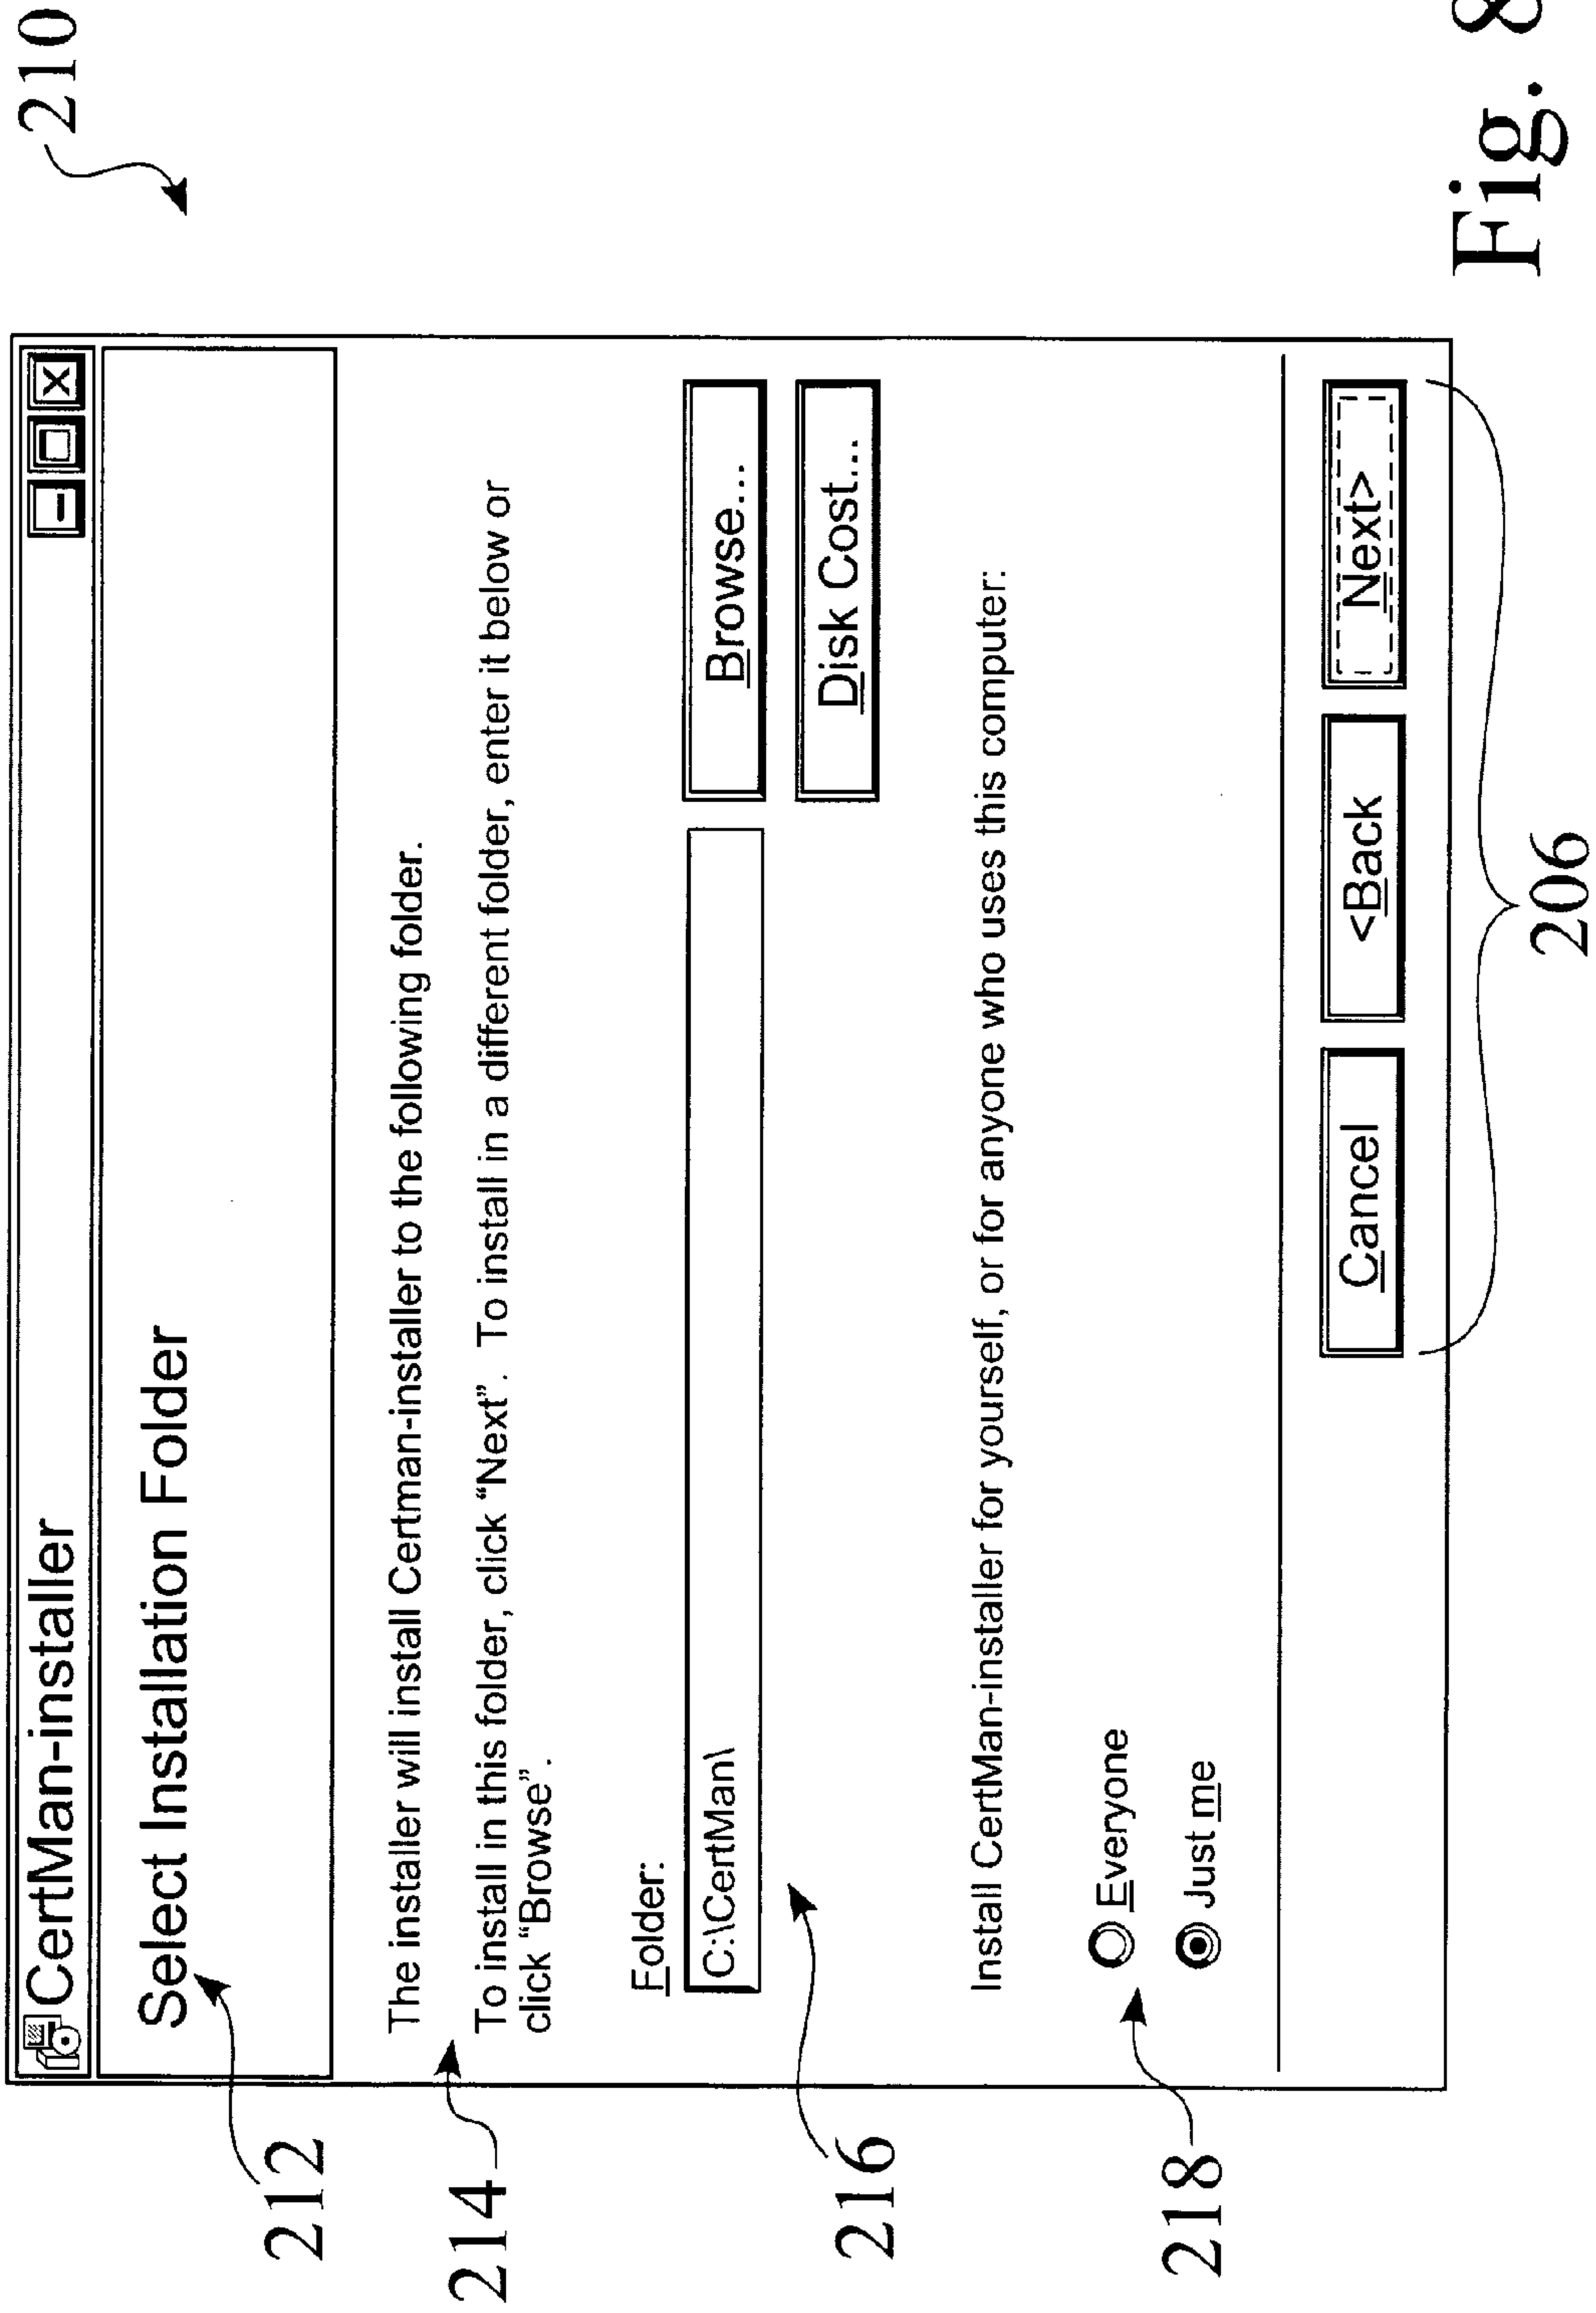 210
CertMan-installer
Select Installation Folder
212
The installer will install Certman-installer to the following folder.
214
To install in this folder, click “Next”. To install in a different folder, enter it below or
click “Browse”.
Folder:
C:\CertMan\
Browse...
216
Disk Cost...
Install CertMan-installer for yourself, or for anyone who uses this computer:
Everyone
218
Just me
Cancel
<Back
Next>
206
Fig. 8